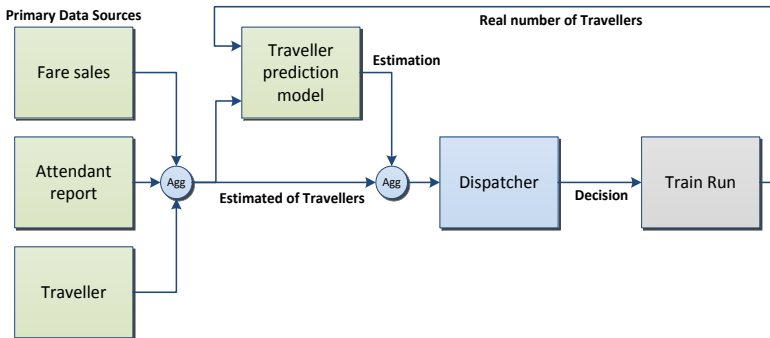 Primary Data Sources
Real number of Travellers
Fare sales
Traveller
prediction
model
Estimation
Attendant
report
Agg
Agg
Dispatcher
Train Run
Estimated of Travellers
Decision
Traveller